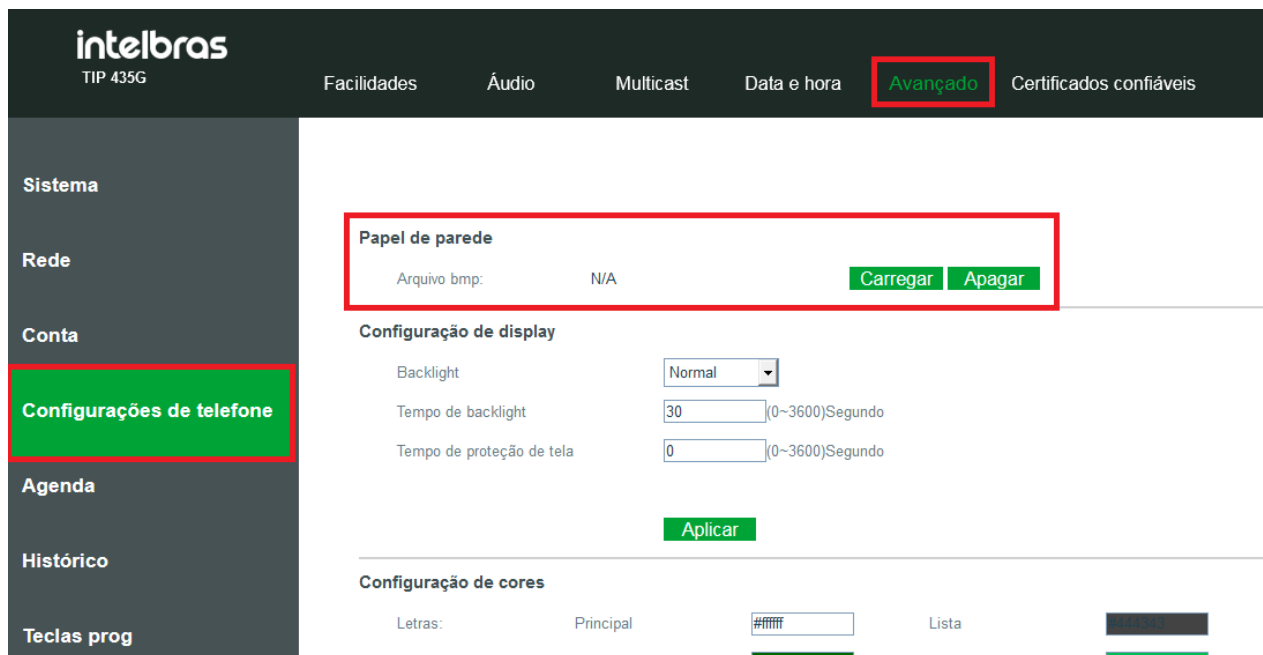 intelbras
TIP 435G
Facilidades Áudio Multicast Data e hora Avançado Certificados confiáveis
Sistema
Rede
Conta
Configurações de telefone
Agenda
Histórico
Teclas prog
Papel de parede
Arquivo bmp: N/A Carregar Apagar
Configuração de display
Backlight Normal
Tempo de backlight 30 (0~3600)Segundo
Tempo de proteção de tela 0 (0~3600)Segundo
Aplicar
Configuração de cores
Letras: Principal #ffffff Lista #444343